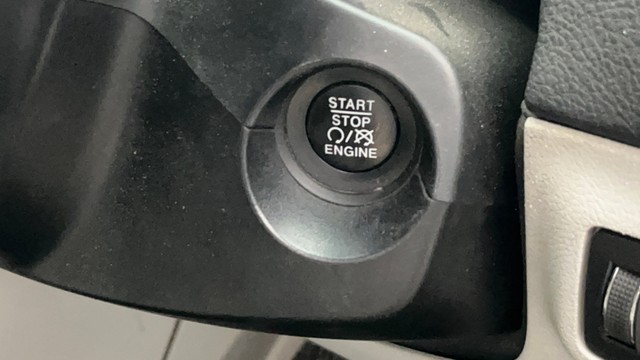 START
STOP
/
ENGINE